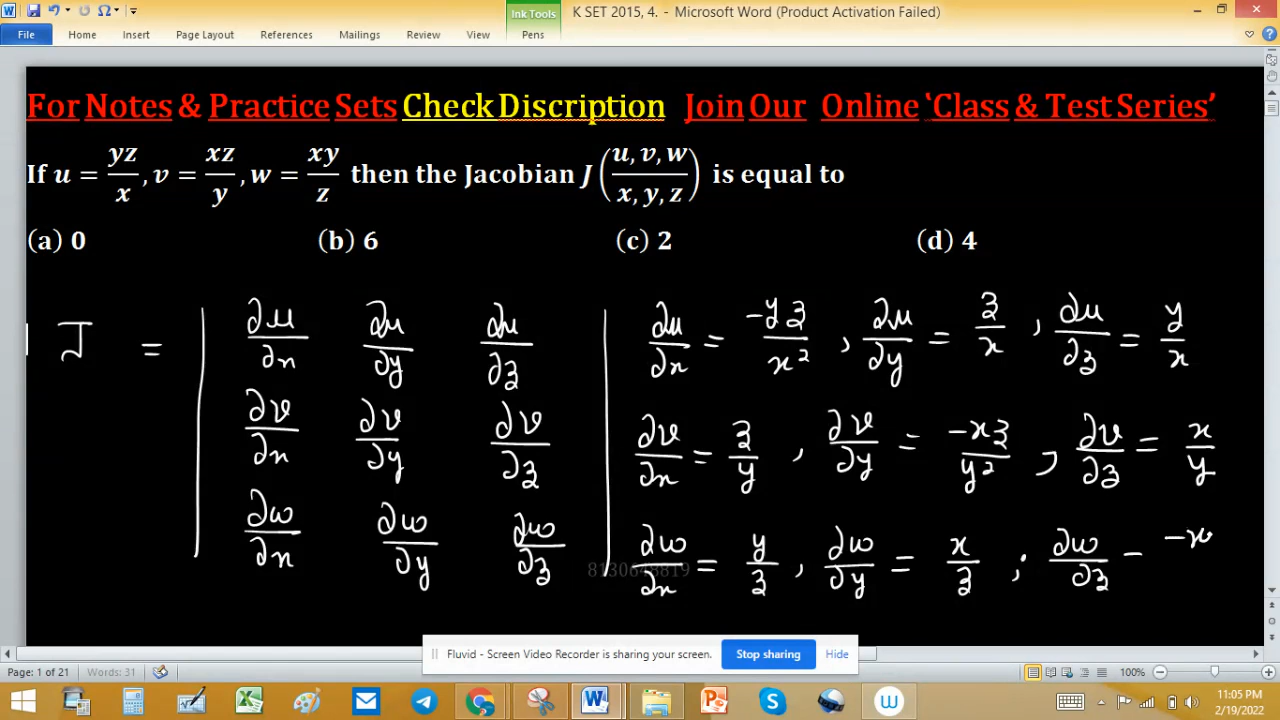 K SET 2015, 4. - Microsoft Word (Product Activation Failed)
Ink Tools
File Home Insert Page Layout References Mailings Review View Pens
For Notes & Practice Sets Check Discription Join Our Online ‘Class & Test Series’
If u = yz/x, v = xz/y, w = xy/z then the Jacobian J(u, v, w / x, y, z) is equal to
(a) 0 (b) 6 (c) 2 (d) 4
J = | ∂u/∂x ∂u/∂y ∂u/∂z | ∂u/∂x = -yz/x², ∂u/∂y = z/x, ∂u/∂z = y/x
∂v/∂x ∂v/∂y ∂v/∂z ∂v/∂x = z/y, ∂v/∂y = -xz/y², ∂v/∂z = x/y
∂w/∂x ∂w/∂y ∂w/∂z ∂w/∂x = y/z, ∂w/∂y = x/z; ∂w/∂z = -x
8130648819
Fluvid - Screen Video Recorder is sharing your screen. Stop sharing Hide
Page: 1 of 21 Words: 31 100%
11:05 PM
2/19/2022